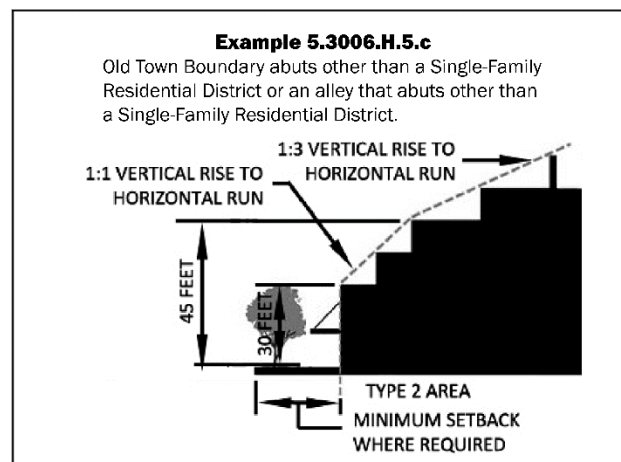 Example 5.3006.H.5.c
Old Town Boundary abuts other than a Single-Family
Residential District or an alley that abuts other than
a Single-Family Residential District.
1:3 VERTICAL RISE TO
HORIZONTAL RUN
1:1 VERTICAL RISE TO
HORIZONTAL RUN
45 FEET
30 FEET
TYPE 2 AREA
MINIMUM SETBACK
WHERE REQUIRED